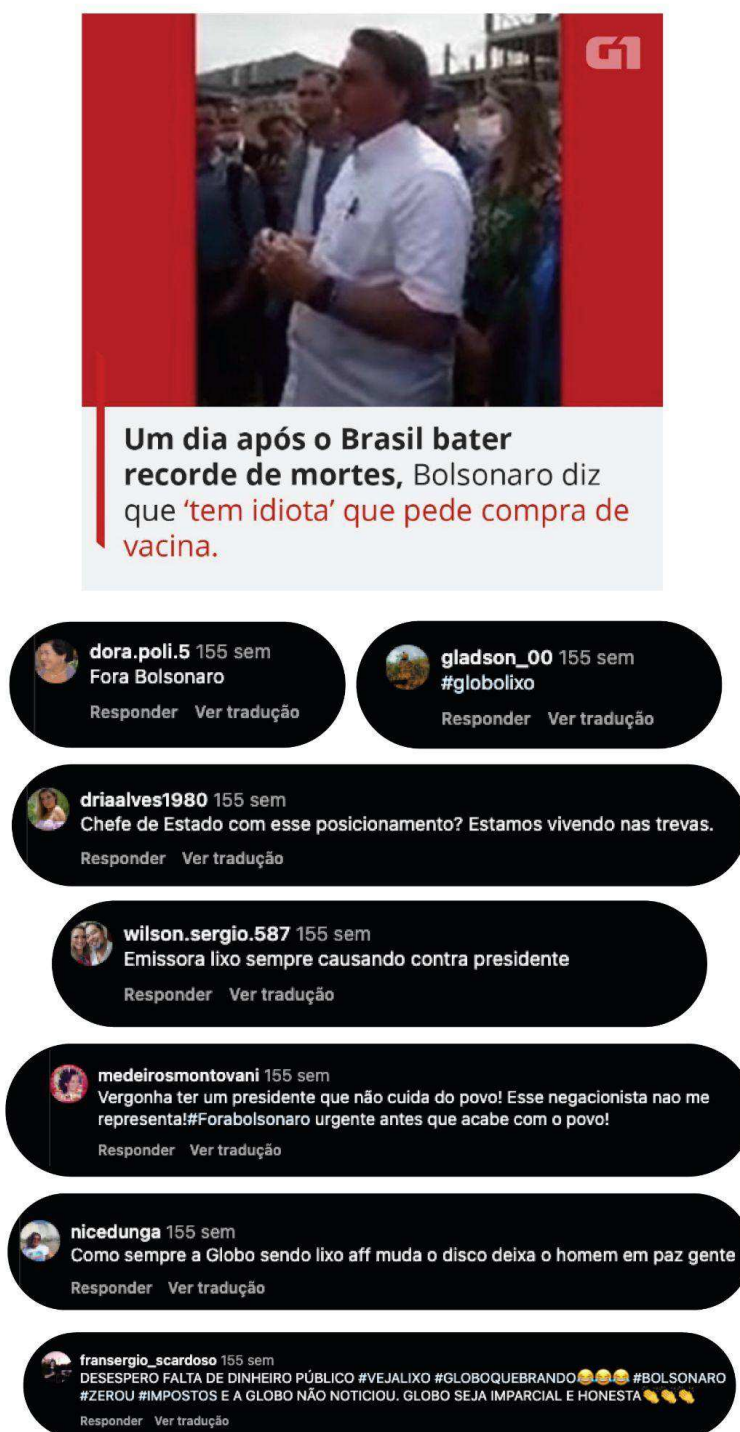 G1
Um dia após o Brasil bater
recorde de mortes, Bolsonaro diz
que ‘tem idiota’ que pede compra de
vacina.
dora.poli.5 155 sem
Fora Bolsonaro
Responder Ver tradução
gladson_00 155 sem
#globolixo
Responder Ver tradução
driaalves1980 155 sem
Chefe de Estado com esse posicionamento? Estamos vivendo nas trevas.
Responder Ver tradução
wilson.sergio.587 155 sem
Emissora lixo sempre causando contra presidente
Responder Ver tradução
medeirosmontovani 155 sem
Vergonha ter um presidente que não cuida do povo! Esse negacionista nao me
representa!#Forabolsonaro urgente antes que acabe com o povo!
Responder Ver tradução
nicedunga 155 sem
Como sempre a Globo sendo lixo aff muda o disco deixa o homem em paz gente
Responder Ver tradução
fransergio_scardoso 155 sem
DESESPERO FALTA DE DINHEIRO PÚBLICO #VEJALIXO #GLOBOQUEBRANDO😂😂😂 #BOLSONARO
#ZEROU #IMPOSTOS E A GLOBO NÃO NOTICIOU. GLOBO SEJA IMPARCIAL E HONESTA👏👏👏
Responder Ver tradução